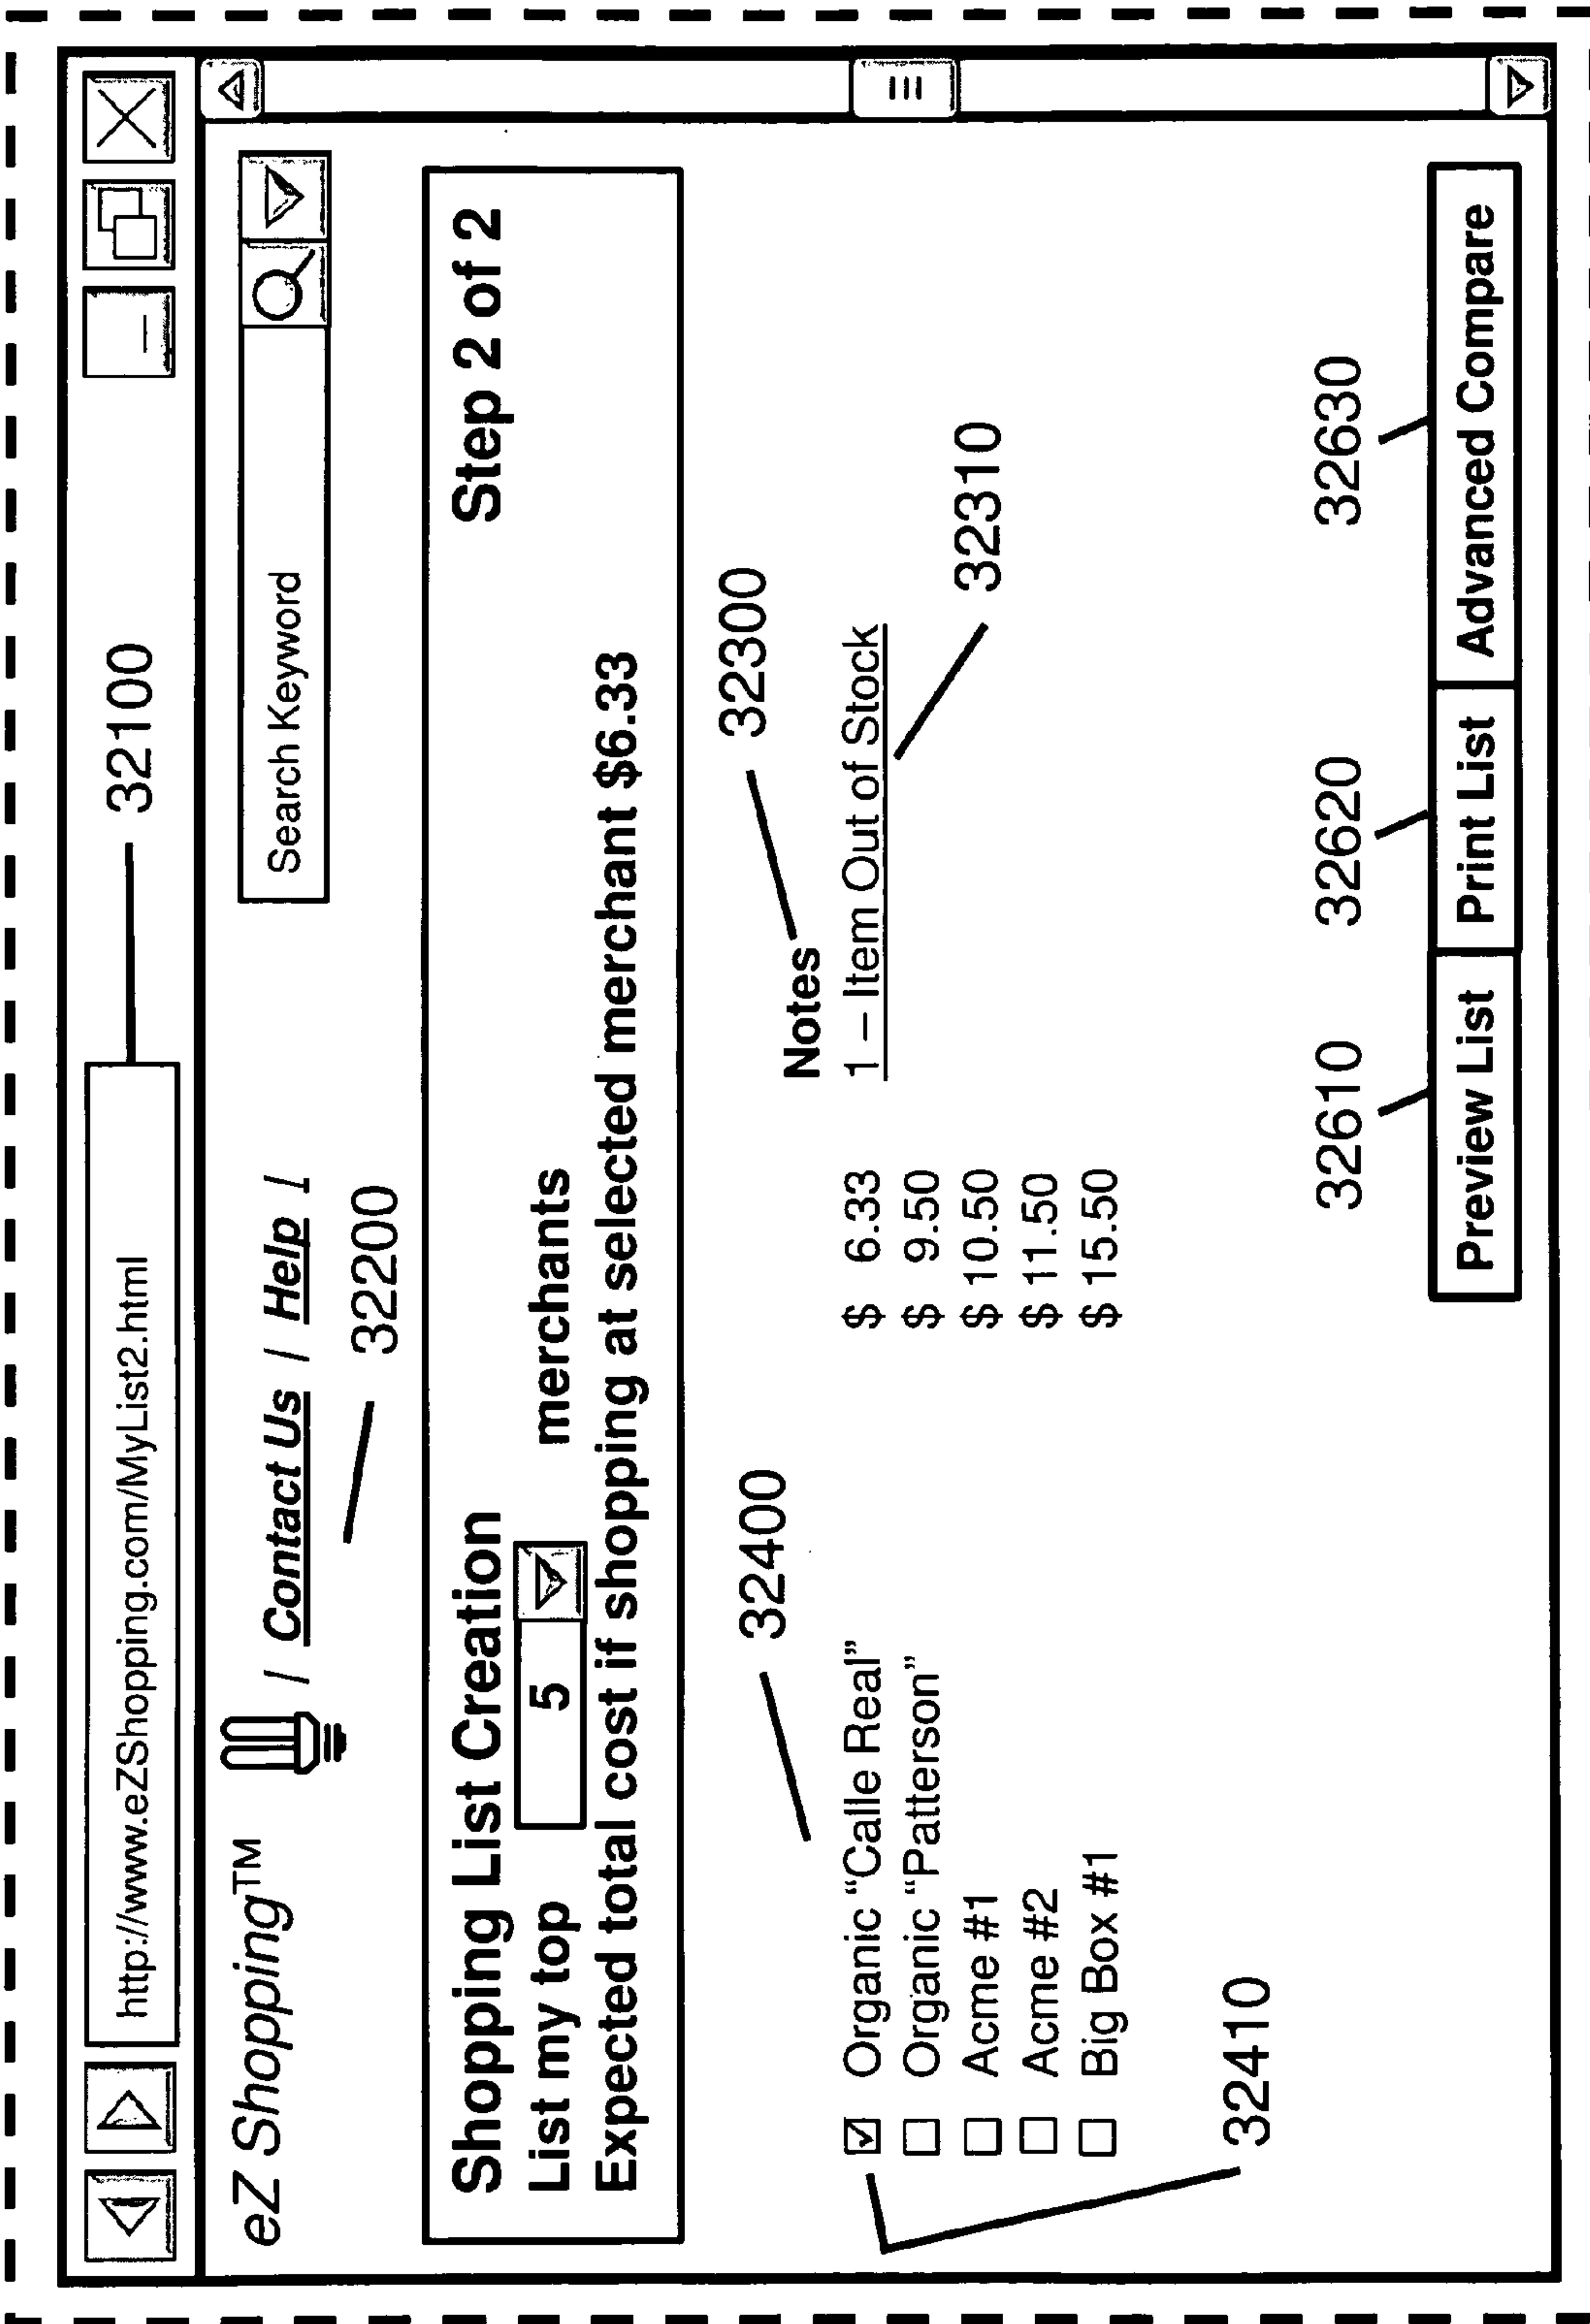 http://www.eZShopping.com/MyList2.html
32100
eZ Shopping™ / Contact Us / Help /
Search Keyword
32200
Shopping List Creation Step 2 of 2
List my top 5 merchants
Expected total cost if shopping at selected merchant $6.33
32400
32300
Notes
Organic “Calle Real” $ 6.33 1 – Item Out of Stock
Organic “Patterson” $ 9.50
Acme #1 $ 10.50
32310
Acme #2 $ 11.50
Big Box #1 $ 15.50
32410
32610 32620 32630
Preview List Print List Advanced Compare